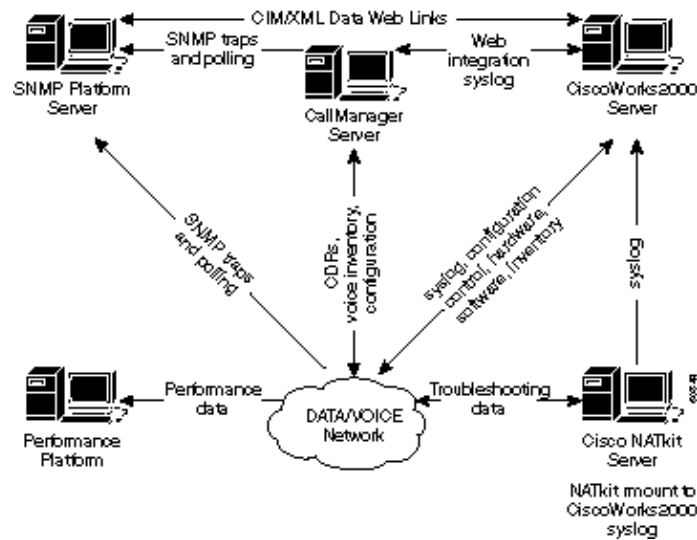 CIM/XML Data Web Links
SNMP traps
and polling
Web
integration
syslog
SNMP Platform
Server
CallManager
Server
CiscoWorks2000
Server
SNMP traps
and polling
CDRs,
voice inventory,
configuration
syslog, configuration
control, hardware,
software, inventory
syslog
Performance
data
Troubleshooting
data
DATA/VOICE
Network
Performance
Platform
Cisco NATkit
Server
NATkit mount to
CiscoWorks2000
syslog